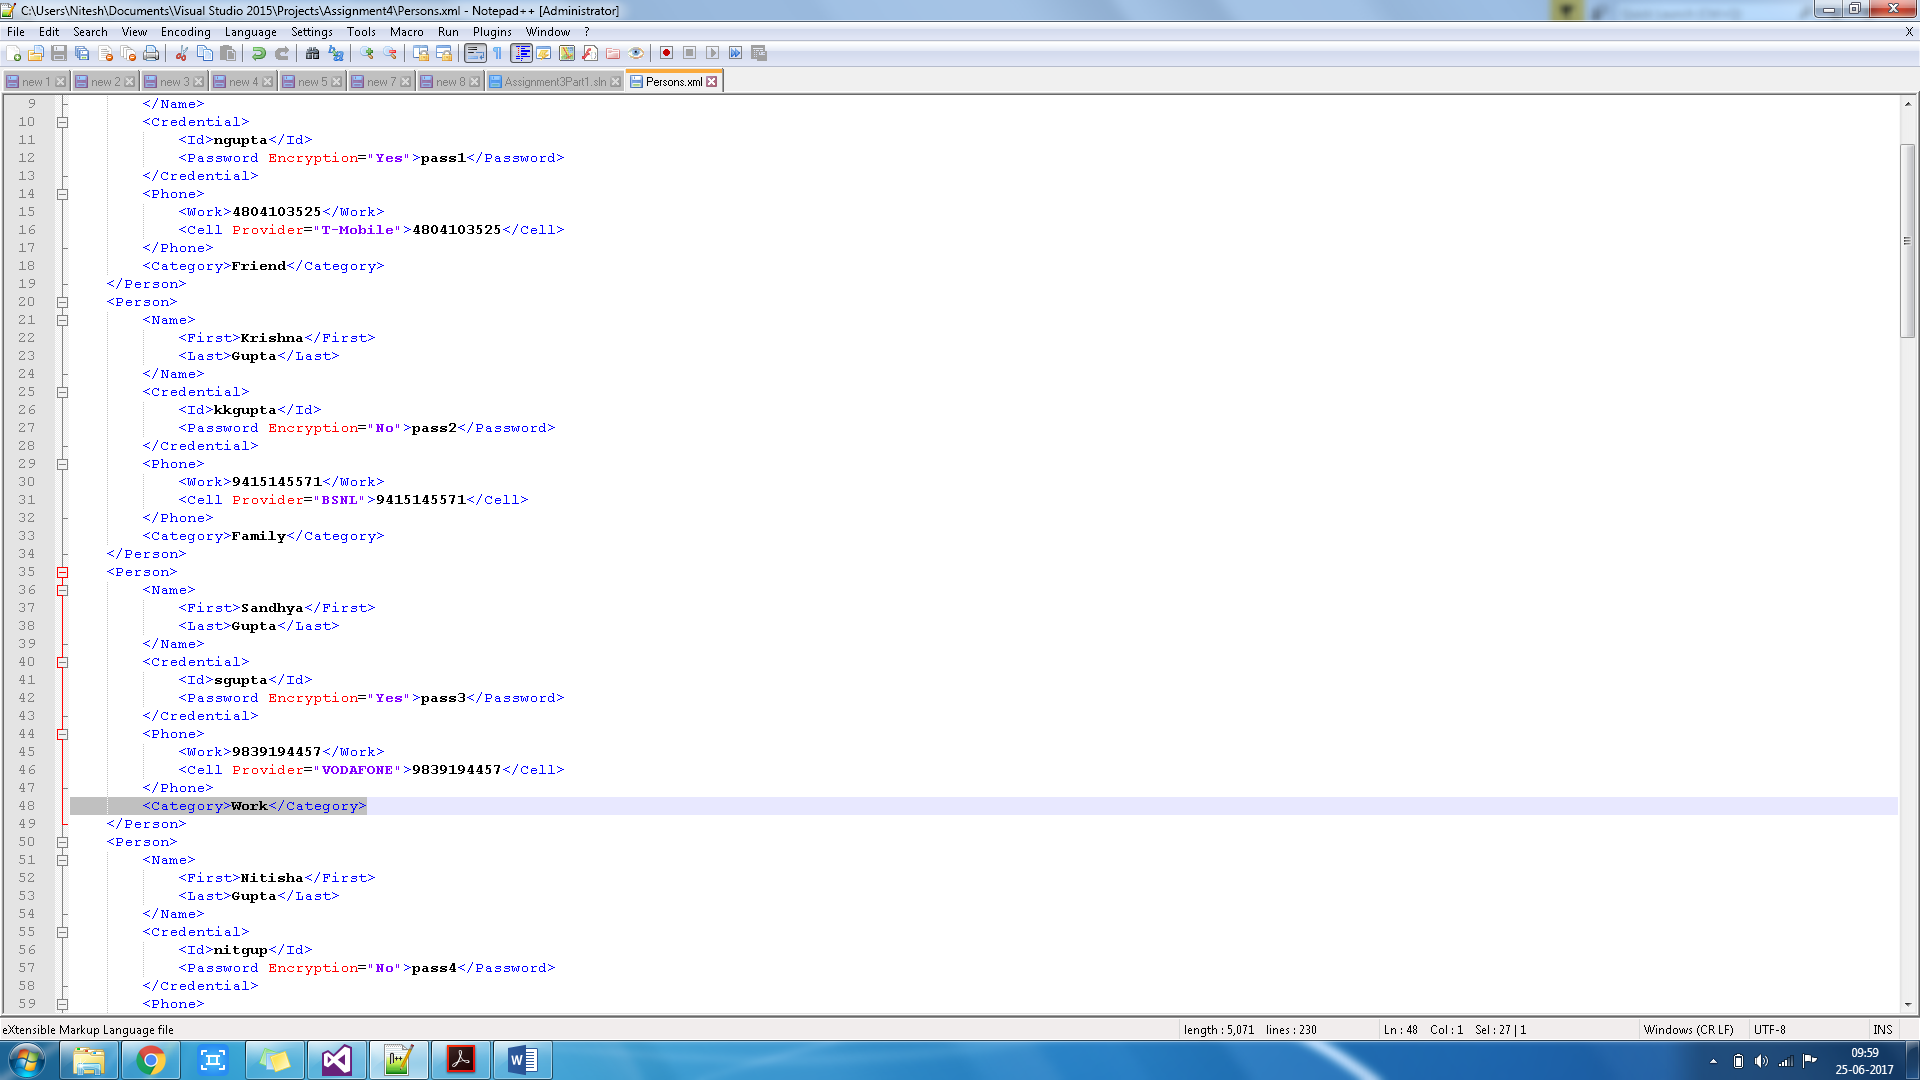 C:\Users\Nitesh\Documents\Visual Studio 2015\Projects\Assignment4\Persons.xml - Notepad++ [Administrator]
File Edit Search View Encoding Language Settings Tools Macro Run Plugins Window ? X
new 1 new 2 new 3 new 4 new 5 new 7 new 8 Assignment3Part1.sln Persons.xml
9 </Name>
10 <Credential>
11 <Id>ngupta</Id>
12 <Password Encryption="Yes">pass1</Password>
13 </Credential>
14 <Phone>
15 <Work>4804103525</Work>
16 <Cell Provider="T-Mobile">4804103525</Cell>
17 </Phone>
18 <Category>Friend</Category>
19 </Person>
20 <Person>
21 <Name>
22 <First>Krishna</First>
23 <Last>Gupta</Last>
24 </Name>
25 <Credential>
26 <Id>kkgupta</Id>
27 <Password Encryption="No">pass2</Password>
28 </Credential>
29 <Phone>
30 <Work>9415145571</Work>
31 <Cell Provider="BSNL">9415145571</Cell>
32 </Phone>
33 <Category>Family</Category>
34 </Person>
35 <Person>
36 <Name>
37 <First>Sandhya</First>
38 <Last>Gupta</Last>
39 </Name>
40 <Credential>
41 <Id>sgupta</Id>
42 <Password Encryption="Yes">pass3</Password>
43 </Credential>
44 <Phone>
45 <Work>9839194457</Work>
46 <Cell Provider="VODAFONE">9839194457</Cell>
47 </Phone>
48 <Category>Work</Category>
49 </Person>
50 <Person>
51 <Name>
52 <First>Nitisha</First>
53 <Last>Gupta</Last>
54 </Name>
55 <Credential>
56 <Id>nitgup</Id>
57 <Password Encryption="No">pass4</Password>
58 </Credential>
59 <Phone>
eXtensible Markup Language file length : 5,071 lines : 230 Ln : 48 Col : 1 Sel : 27 | 1 Windows (CR LF) UTF-8 INS
09:59
25-06-2017